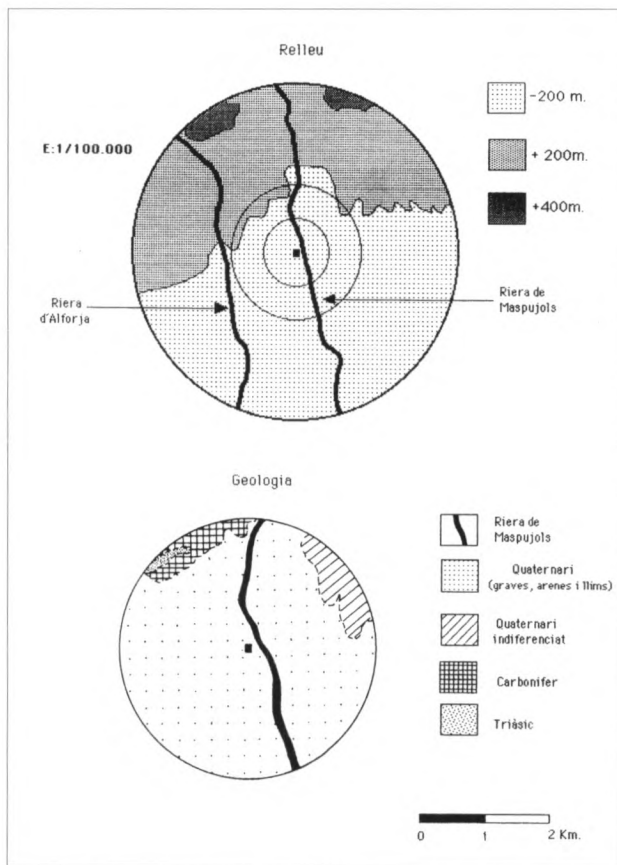 Relleu
-200 m.
+ 200m.
+400m.
E:1/100.000
Riera
d'Alforja
Riera de
Maspujols
Geologia
Riera de
Maspujols
Quaternari
(graves, arenes i llims)
Quaternari
indiferenciat
Carbonifer
Triàsic
0 1 2 Km.